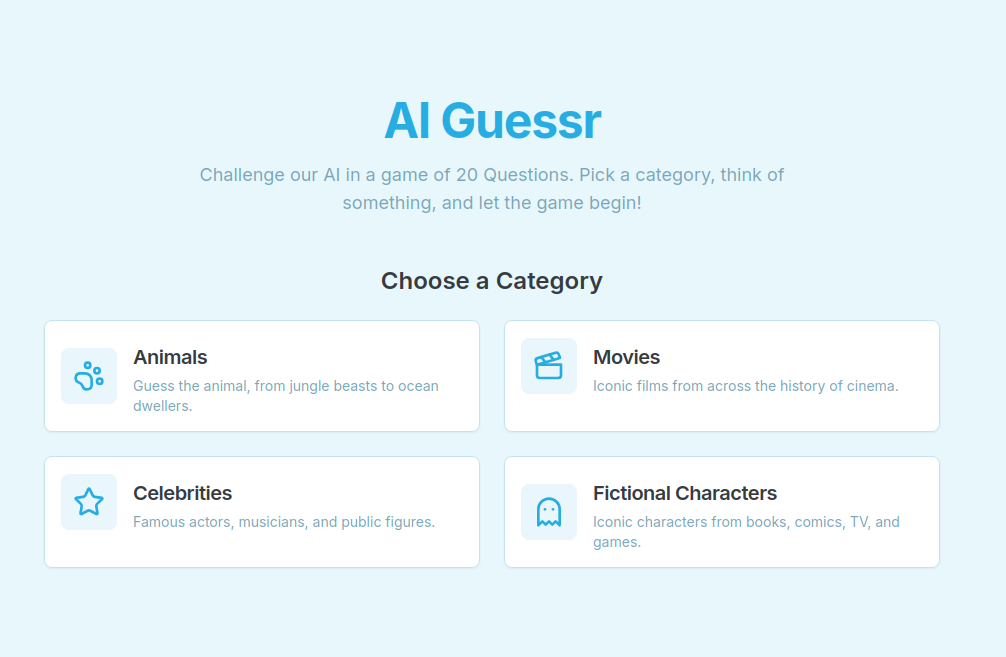 AI Guessr
Challenge our AI in a game of 20 Questions. Pick a category, think of
something, and let the game begin!
Choose a Category
Animals
Guess the animal, from jungle beasts to ocean
dwellers.
Movies
Iconic films from across the history of cinema.
Celebrities
Famous actors, musicians, and public figures.
Fictional Characters
Iconic characters from books, comics, TV, and
games.